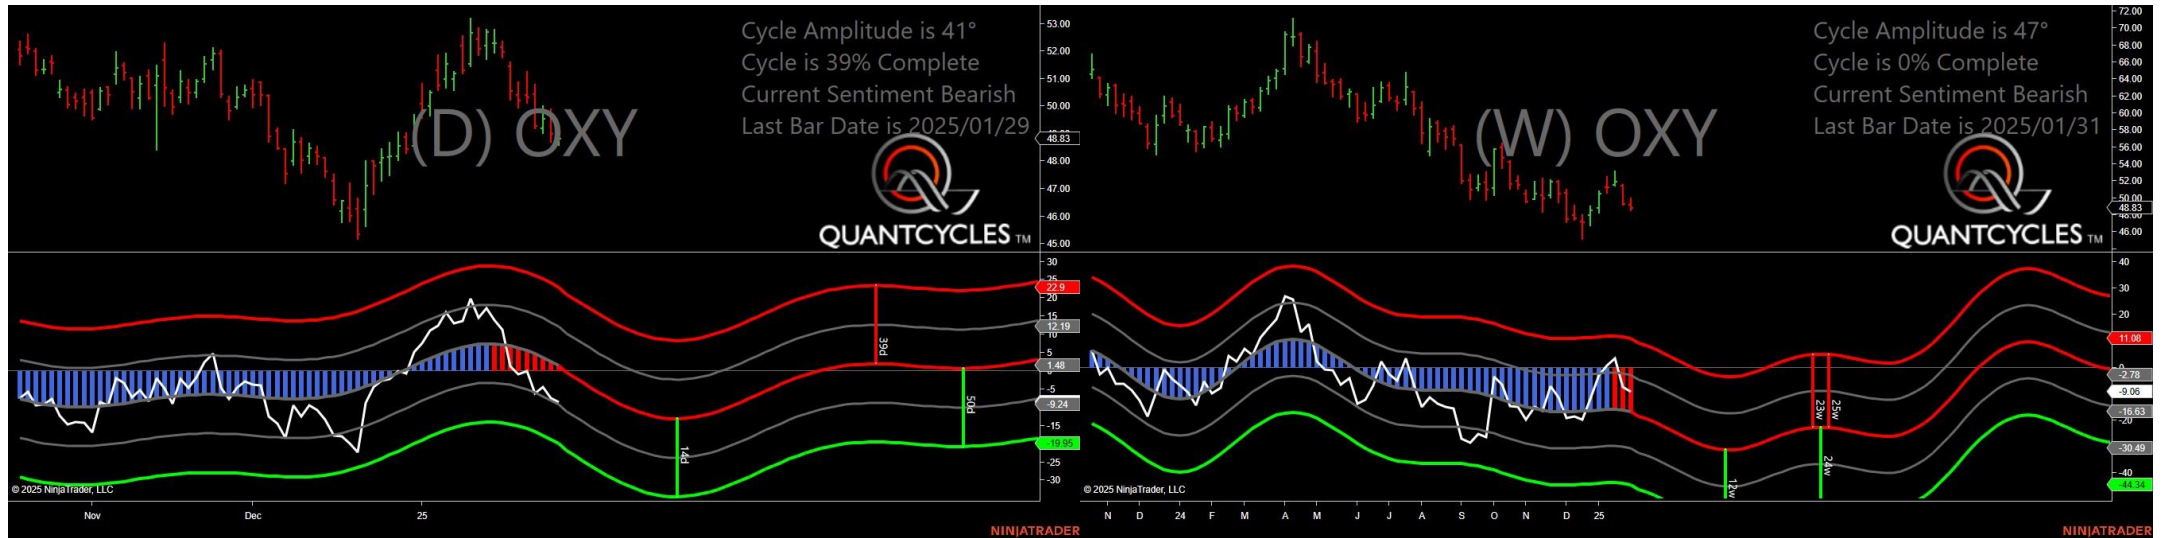 Cycle Amplitude is 41°
Cycle is 39% Complete
Current Sentiment Bearish
Last Bar Date is 2025/01/29
(D) OXY
QUANTCYCLES TM
53.00
52.00
51.00
50.00
48.83
48.00
47.00
46.00
45.00
30
25
22.9
20
15
12.19
10
5
1.48
-5
-9.24
-15
-19.95
-25
-30
39d
14d
50d
© 2025 NinjaTrader, LLC
Nov
Dec
25
NINJATRADER
Cycle Amplitude is 47°
Cycle is 0% Complete
Current Sentiment Bearish
Last Bar Date is 2025/01/31
(W) OXY
QUANTCYCLES TM
72.00
70.00
68.00
66.00
64.00
62.00
60.00
58.00
56.00
54.00
52.00
50.00
48.83
46.00
40
30
20
11.08
0
-2.78
-9.06
-16.63
-20
-30.49
-40
-44.34
23w
25w
24w
12w
© 2025 NinjaTrader, LLC
N D 24 F M A M J J A S O N D 25
NINJATRADER